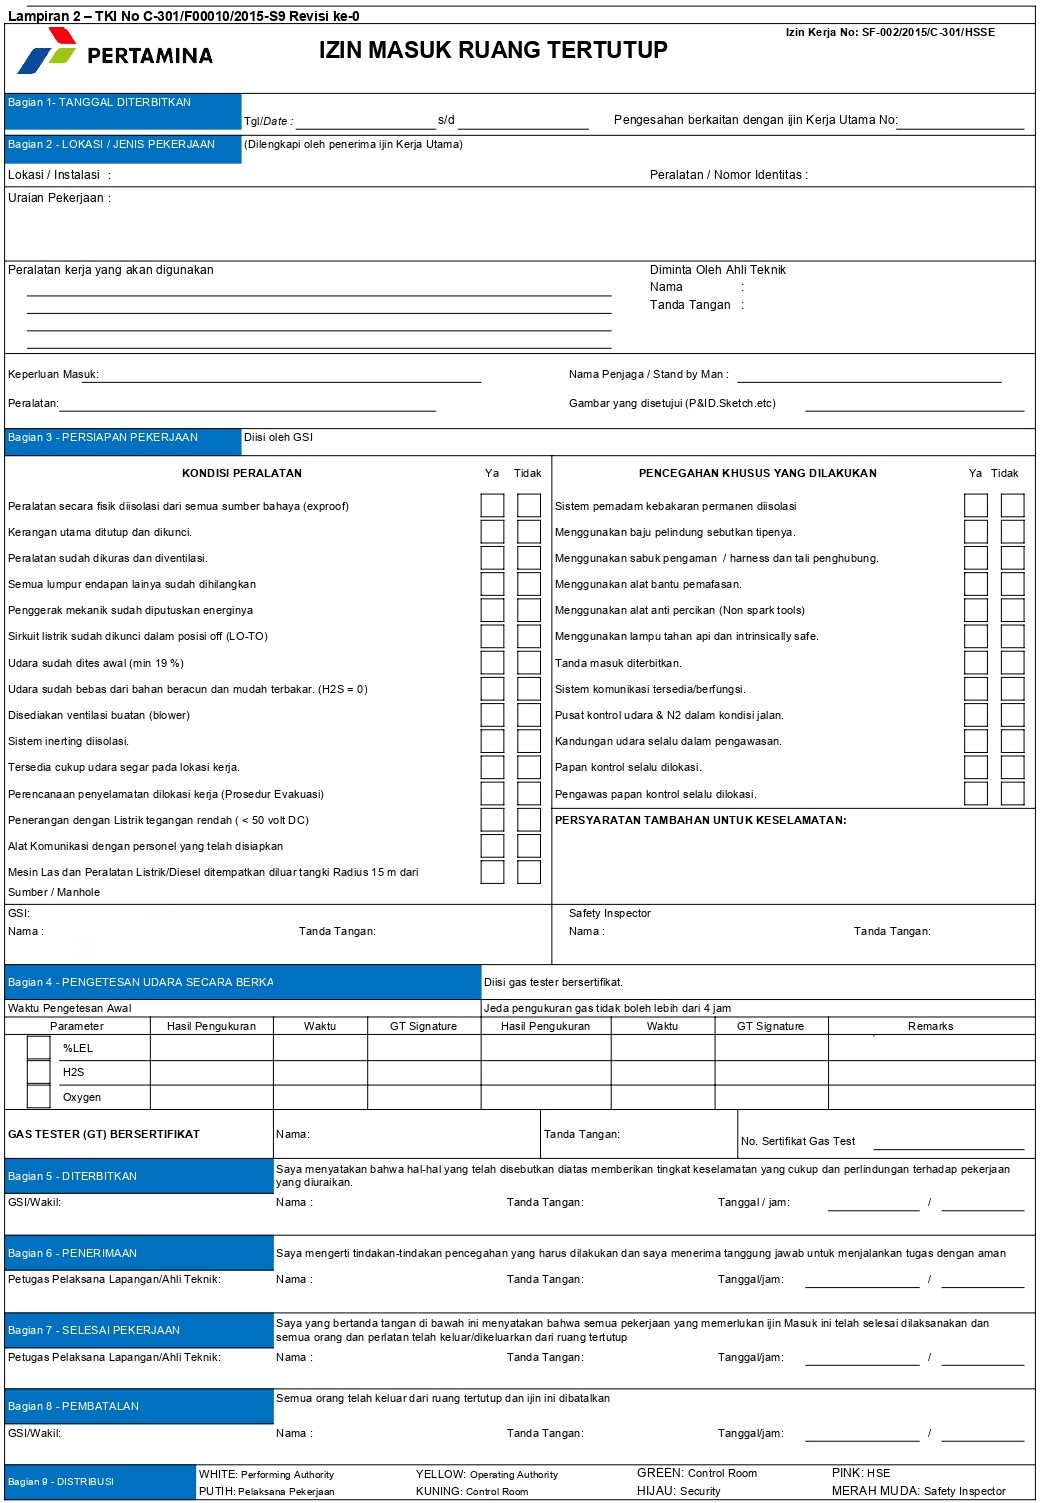 Lampiran 2 – TKI No C-301/F00010/2015-S9 Revisi ke-0
Izin Kerja No: SF-002/2015/C-301/HSSE
PERTAMINA
IZIN MASUK RUANG TERTUTUP
Bagian 1- TANGGAL DITERBITKAN
Tgl/Date : s/d Pengesahan berkaitan dengan ijin Kerja Utama No:
Bagian 2 - LOKASI / JENIS PEKERJAAN (Dilengkapi oleh penerima ijin Kerja Utama)
Lokasi / Instalasi : Peralatan / Nomor Identitas :
Uraian Pekerjaan :
Peralatan kerja yang akan digunakan Diminta Oleh Ahli Teknik
Nama :
Tanda Tangan :
Keperluan Masuk: Nama Penjaga / Stand by Man :
Peralatan: Gambar yang disetujui (P&ID.Sketch.etc)
Bagian 3 - PERSIAPAN PEKERJAAN Diisi oleh GSI
KONDISI PERALATAN Ya Tidak PENCEGAHAN KHUSUS YANG DILAKUKAN Ya Tidak
Peralatan secara fisik diisolasi dari semua sumber bahaya (exproof) Sistem pemadam kebakaran permanen diisolasi
Kerangan utama ditutup dan dikunci. Menggunakan baju pelindung sebutkan tipenya.
Peralatan sudah dikuras dan diventilasi. Menggunakan sabuk pengaman / harness dan tali penghubung.
Semua lumpur endapan lainya sudah dihilangkan Menggunakan alat bantu pemafasan.
Penggerak mekanik sudah diputuskan energinya Menggunakan alat anti percikan (Non spark tools)
Sirkuit listrik sudah dikunci dalam posisi off (LO-TO) Menggunakan lampu tahan api dan intrinsically safe.
Udara sudah dites awal (min 19 %) Tanda masuk diterbitkan.
Udara sudah bebas dari bahan beracun dan mudah terbakar. (H2S = 0) Sistem komunikasi tersedia/berfungsi.
Disediakan ventilasi buatan (blower) Pusat kontrol udara & N2 dalam kondisi jalan.
Sistem inerting diisolasi. Kandungan udara selalu dalam pengawasan.
Tersedia cukup udara segar pada lokasi kerja. Papan kontrol selalu dilokasi.
Perencanaan penyelamatan dilokasi kerja (Prosedur Evakuasi) Pengawas papan kontrol selalu dilokasi.
Penerangan dengan Listrik tegangan rendah ( < 50 volt DC) PERSYARATAN TAMBAHAN UNTUK KESELAMATAN:
Alat Komunikasi dengan personel yang telah disiapkan
Mesin Las dan Peralatan Listrik/Diesel ditempatkan diluar tangki Radius 15 m dari
Sumber / Manhole
GSI: Safety Inspector
Nama : Tanda Tangan: Nama : Tanda Tangan:
Bagian 4 - PENGETESAN UDARA SECARA BERKA Diisi gas tester bersertifikat.
Waktu Pengetesan Awal Jeda pengukuran gas tidak boleh lebih dari 4 jam
Parameter Hasil Pengukuran Waktu GT Signature Hasil Pengukuran Waktu GT Signature Remarks
%LEL
H2S
Oxygen
GAS TESTER (GT) BERSERTIFIKAT Nama: Tanda Tangan: No. Sertifikat Gas Test
Bagian 5 - DITERBITKAN Saya menyatakan bahwa hal-hal yang telah disebutkan diatas memberikan tingkat keselamatan yang cukup dan perlindungan terhadap pekerjaan
yang diuraikan.
GSI/Wakil: Nama : Tanda Tangan: Tanggal / jam: /
Bagian 6 - PENERIMAAN Saya mengerti tindakan-tindakan pencegahan yang harus dilakukan dan saya menerima tanggung jawab untuk menjalankan tugas dengan aman
Petugas Pelaksana Lapangan/Ahli Teknik: Nama : Tanda Tangan: Tanggal/jam: /
Bagian 7 - SELESAI PEKERJAAN Saya yang bertanda tangan di bawah ini menyatakan bahwa semua pekerjaan yang memerlukan ijin Masuk ini telah selesai dilaksanakan dan
semua orang dan perlatan telah keluar/dikeluarkan dari ruang tertutup
Petugas Pelaksana Lapangan/Ahli Teknik: Nama : Tanda Tangan: Tanggal/jam: /
Bagian 8 - PEMBATALAN Semua orang telah keluar dari ruang tertutup dan ijin ini dibatalkan
GSI/Wakil: Nama : Tanda Tangan: Tanggal/jam: /
Bagian 9 - DISTRIBUSI WHITE: Performing Authority YELLOW: Operating Authority GREEN: Control Room PINK: HSE
PUTIH: Pelaksana Pekerjaan KUNING: Control Room HIJAU: Security MERAH MUDA: Safety Inspector